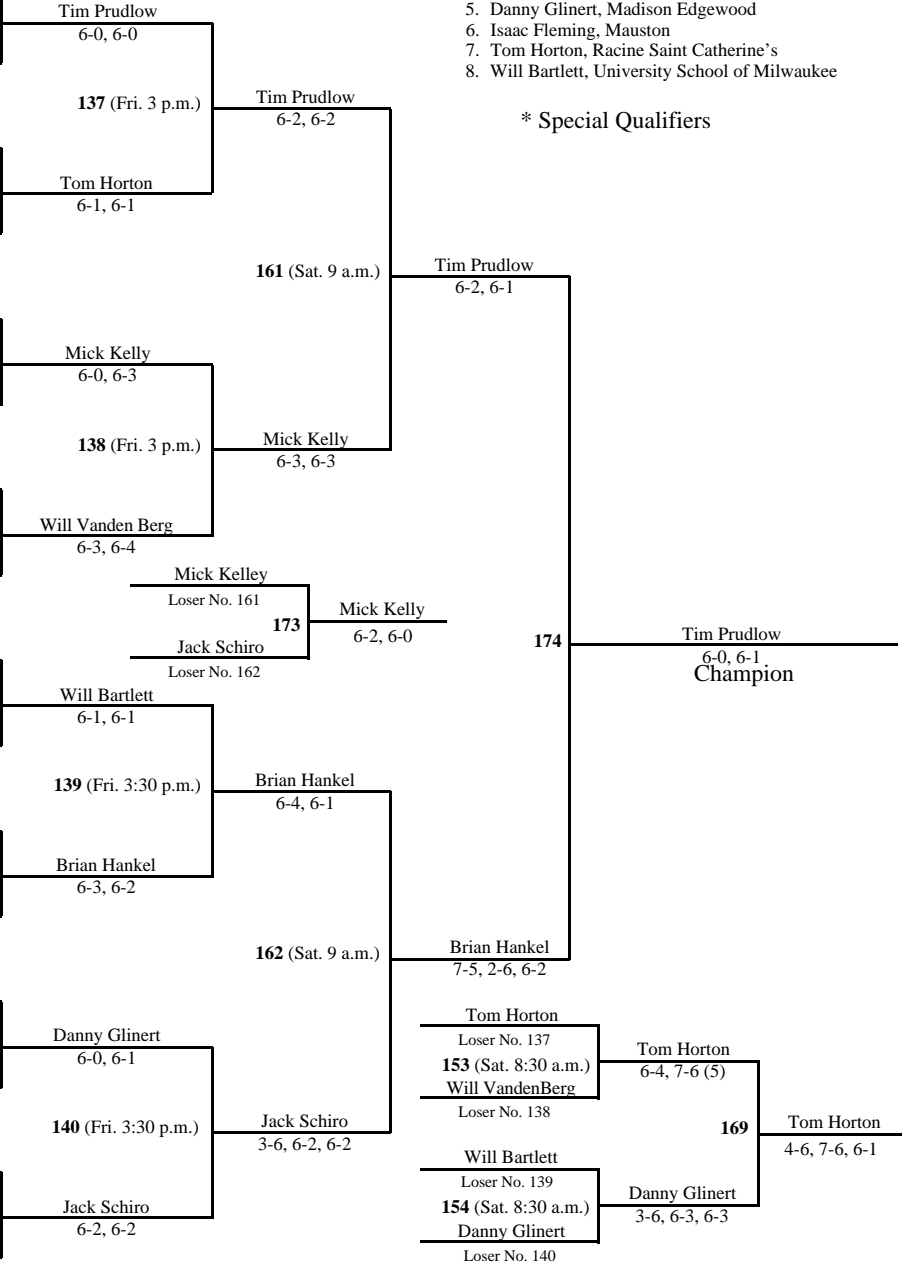 Tim Prudlow
6-0, 6-0
5. Danny Glinert, Madison Edgewood
6. Isaac Fleming, Mauston
7. Tom Horton, Racine Saint Catherine's
8. Will Bartlett, University School of Milwaukee
* Special Qualifiers
137 (Fri. 3 p.m.)
Tim Prudlow
6-2, 6-2
Tom Horton
6-1, 6-1
161 (Sat. 9 a.m.)
Tim Prudlow
6-2, 6-1
Mick Kelly
6-0, 6-3
138 (Fri. 3 p.m.)
Mick Kelly
6-3, 6-3
Will Vanden Berg
6-3, 6-4
Mick Kelley
Loser No. 161
173
Mick Kelly
6-2, 6-0
Jack Schiro
Loser No. 162
174
Tim Prudlow
6-0, 6-1
Champion
Will Bartlett
6-1, 6-1
139 (Fri. 3:30 p.m.)
Brian Hankel
6-4, 6-1
Brian Hankel
6-3, 6-2
162 (Sat. 9 a.m.)
Brian Hankel
7-5, 2-6, 6-2
Danny Glinert
6-0, 6-1
140 (Fri. 3:30 p.m.)
Jack Schiro
3-6, 6-2, 6-2
Jack Schiro
6-2, 6-2
Tom Horton
Loser No. 137
153 (Sat. 8:30 a.m.)
Will VandenBerg
Loser No. 138
Tom Horton
6-4, 7-6 (5)
169
Tom Horton
4-6, 7-6, 6-1
Will Bartlett
Loser No. 139
154 (Sat. 8:30 a.m.)
Danny Glinert
Loser No. 140
Danny Glinert
3-6, 6-3, 6-3